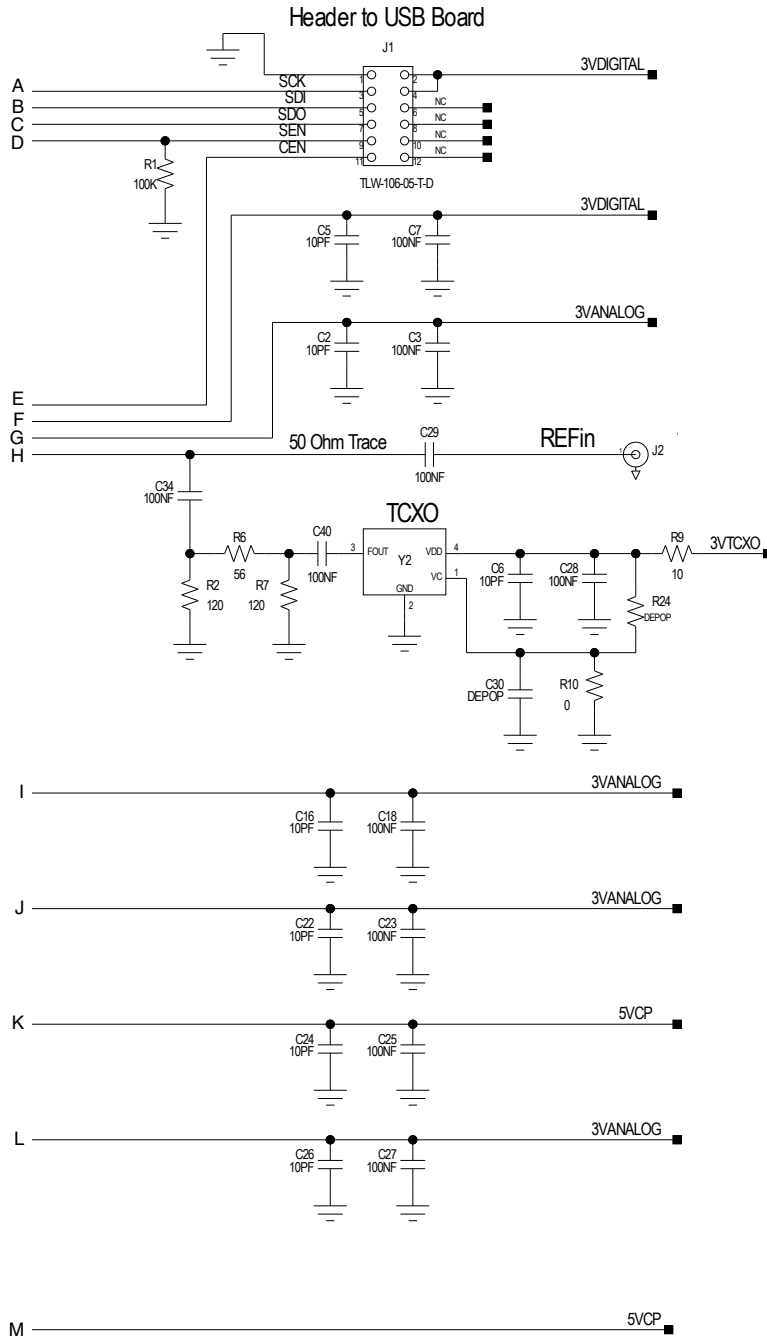 Header to USB Board
J1
3VDIGITAL
A SCK 1 2
B SDI 3 4
C SDO 5 6 NC
D SEN 7 8 NC
CEN 9 10 NC
11 12 NC
R1
100K
TLW-106-05-T-D
3VDIGITAL
C5
10PF
C7
100NF
3VANALOG
C2
10PF
C3
100NF
E
F
G
H
50 Ohm Trace
C29
100NF
REFin
1
J2
C34
100NF
TCXO
R6
56
C40
100NF
3 FOUT
Y2
VDD 4
VC 1
GND
2
R9
10
3VTCXO
R2
120
R7
120
C6
10PF
C28
100NF
R24
DEPOP
C30
DEPOP
R10
0
I
3VANALOG
C16
10PF
C18
100NF
J
3VANALOG
C22
10PF
C23
100NF
K
5VCP
C24
10PF
C25
100NF
L
3VANALOG
C26
10PF
C27
100NF
M
5VCP